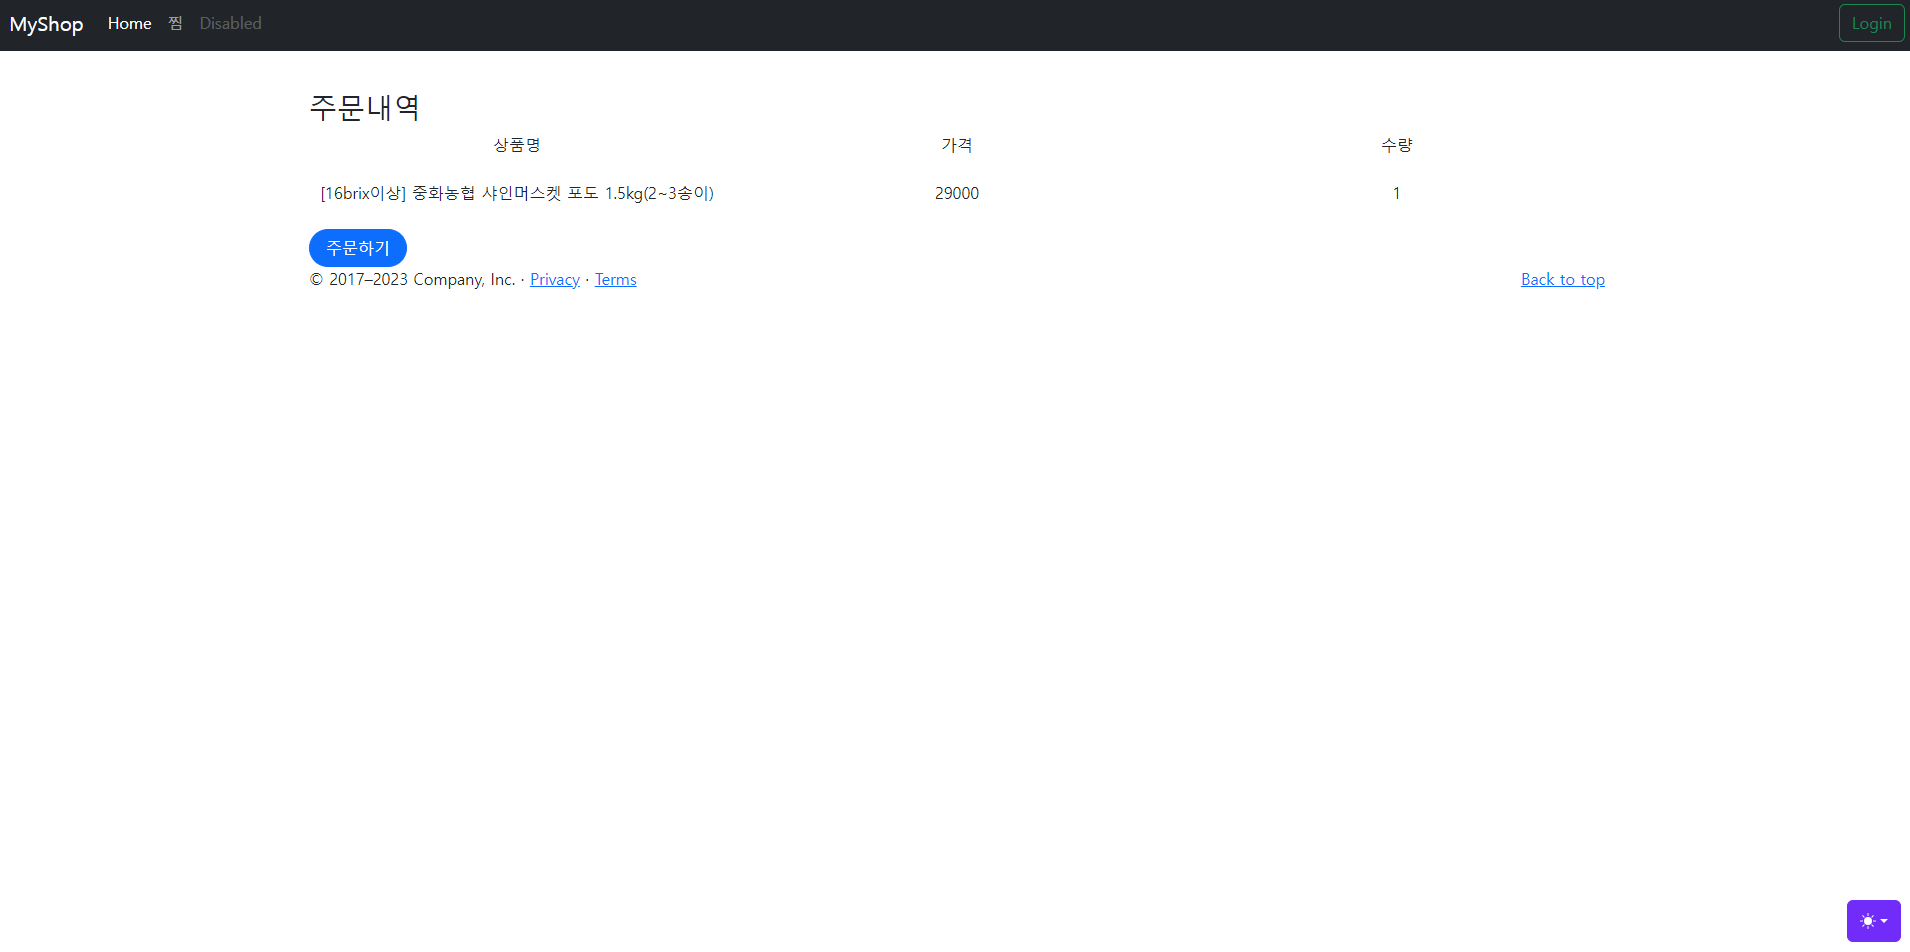 MyShop Home 찜 Disabled Login
주문내역
상품명 가격 수량
[16brix이상] 중화농협 샤인머스켓 포도 1.5kg(2~3송이) 29000 1
주문하기
© 2017–2023 Company, Inc. · Privacy · Terms Back to top